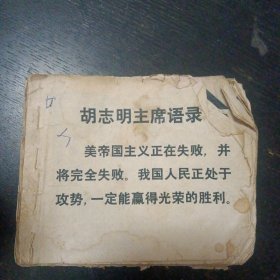 胡志明主席语录
美帝国主义正在失败，并
将完全失败。我国人民正处于
攻势，一定能赢得光荣的胜利。